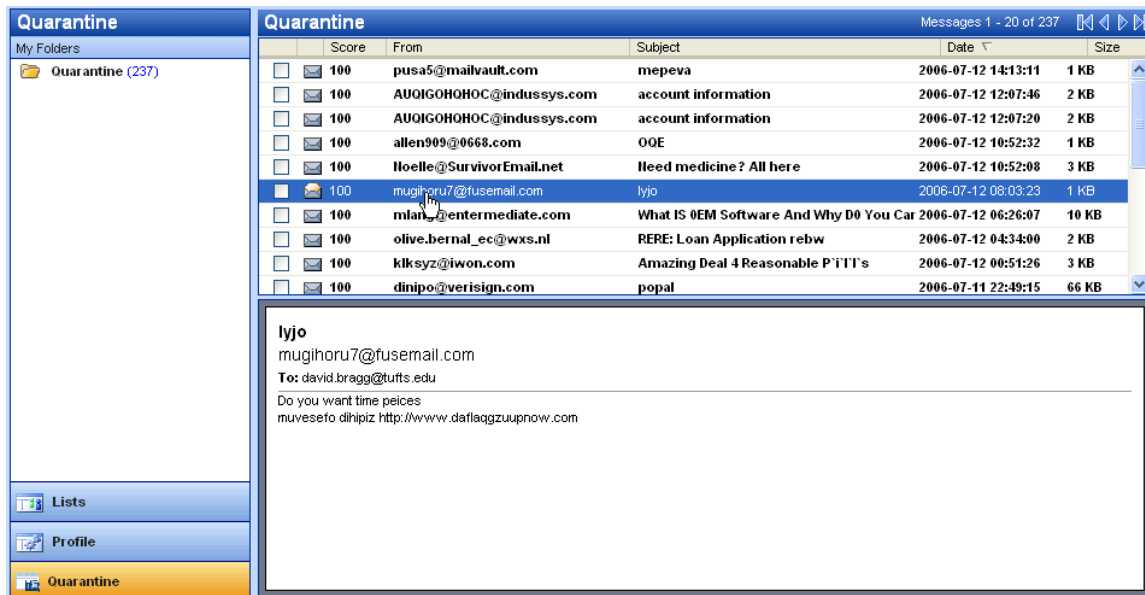 Quarantine
My Folders
Quarantine (237)
Lists
Profile
Quarantine
Quarantine Messages 1 - 20 of 237
Score From Subject Date Size
100 pusa5@mailvault.com mepeva 2006-07-12 14:13:11 1 KB
100 AUQIGOHQHOC@indussys.com account information 2006-07-12 12:07:46 2 KB
100 AUQIGOHQHOC@indussys.com account information 2006-07-12 12:07:20 2 KB
100 allen909@0668.com OQE 2006-07-12 10:52:32 1 KB
100 Noelle@SurvivorEmail.net Need medicine? All here 2006-07-12 10:52:08 3 KB
100 mugihoru7@fusemail.com lyjo 2006-07-12 08:03:23 1 KB
100 mlang@entermediate.com What IS 0EM Software And Why D0 You Car 2006-07-12 06:26:07 10 KB
100 olive.bernal_ec@wxs.nl RERE: Loan Application rebw 2006-07-12 04:34:00 2 KB
100 klksyz@iwon.com Amazing Deal 4 Reasonable P`i`l`l`s 2006-07-12 00:51:26 3 KB
100 dinipo@verisign.com popal 2006-07-11 22:49:15 66 KB
lyjo
mugihoru7@fusemail.com
To: david.bragg@tufts.edu
Do you want time peices
muvesefo dihipiz http://www.daflaqgzuupnow.com